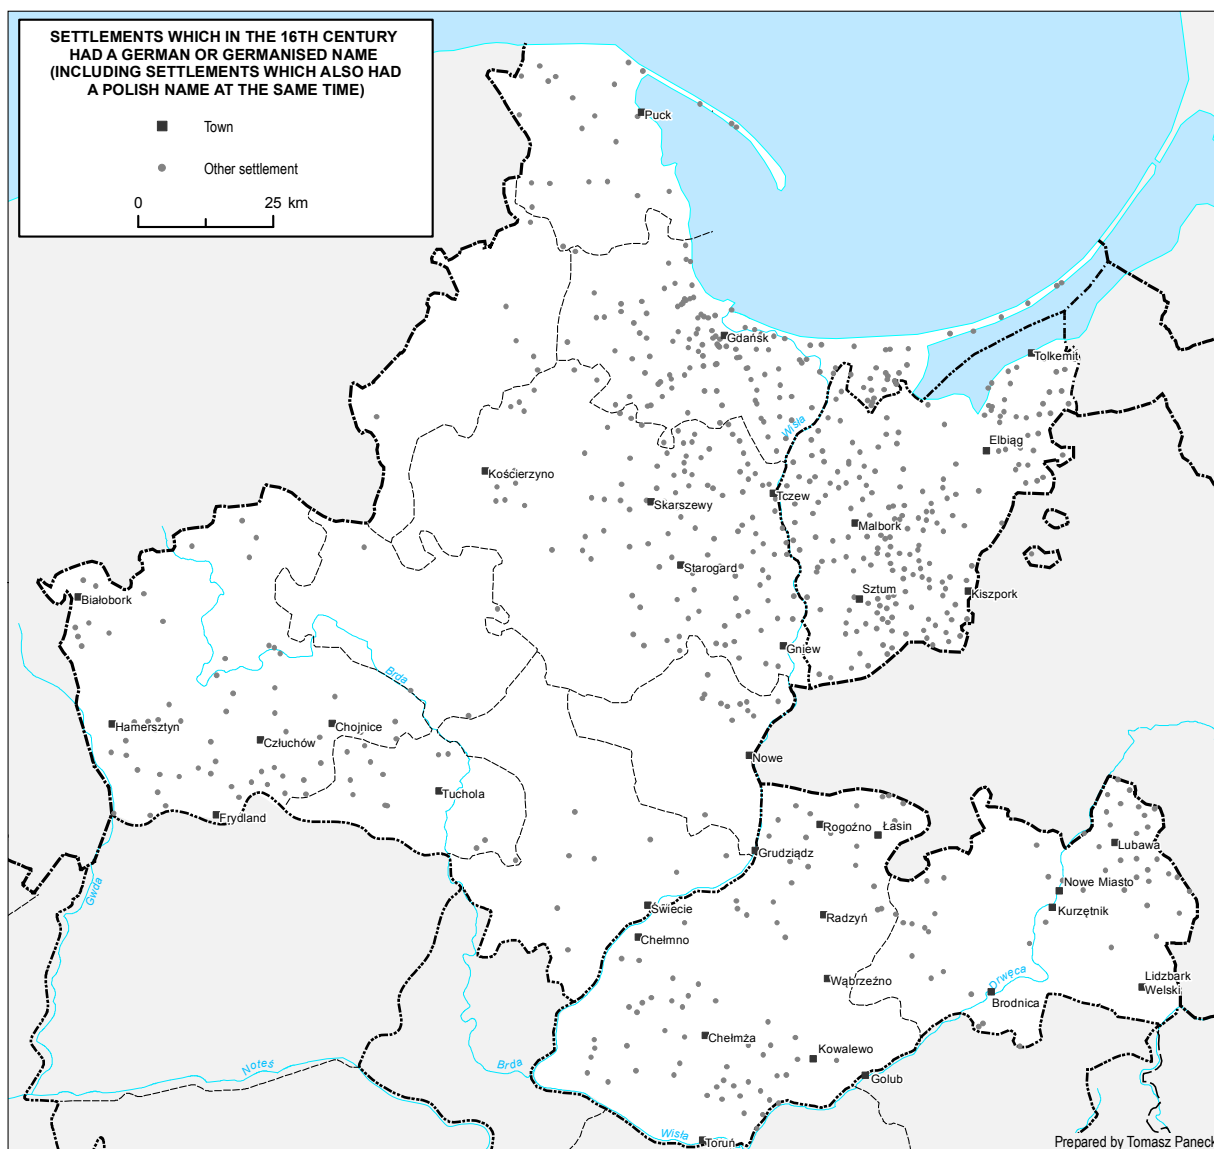 SETTLEMENTS WHICH IN THE 16TH CENTURY
HAD A GERMAN OR GERMANISED NAME
(INCLUDING SETTLEMENTS WHICH ALSO HAD
A POLISH NAME AT THE SAME TIME)
Town
Other settlement
0 25 km
Puck
Gdańsk
Tolkemit
Wisła
Elbiąg
Kościerzyno
Skarszewy
Tczew
Malbork
Starogard
Sztum
Kiszpork
Białobork
Gniew
Brda
Hamersztyn
Chojnice
Człuchów
Nowe
Tuchola
Frydland
Rogoźno
Łasin
Lubawa
Grudziądz
Gwda
Nowe Miasto
Świecie
Kurzętnik
Radzyń
Chełmno
Drwęca
Wąbrzeźno
Lidzbark
Welski
Brodnica
Chełmża
Kowalewo
Noteś
Brda
Golub
Wisła
Toruń
Prepared by Tomasz Paneck